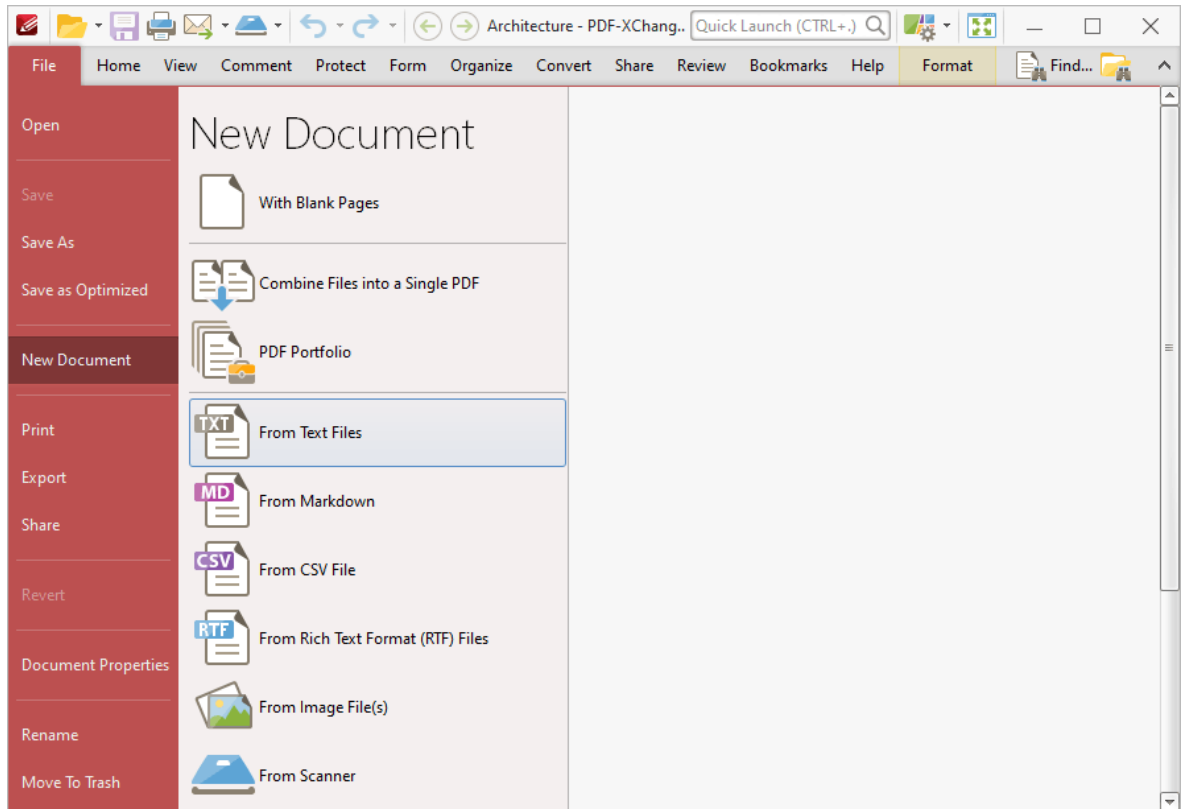 Architecture - PDF-XChang..
Quick Launch (CTRL+.)
File Home View Comment Protect Form Organize Convert Share Review Bookmarks Help Format Find...
Open
Save
Save As
Save as Optimized
New Document
Print
Export
Share
Revert
Document Properties
Rename
Move To Trash
New Document
With Blank Pages
Combine Files into a Single PDF
PDF Portfolio
TXT From Text Files
MD From Markdown
CSV From CSV File
RTF From Rich Text Format (RTF) Files
From Image File(s)
From Scanner